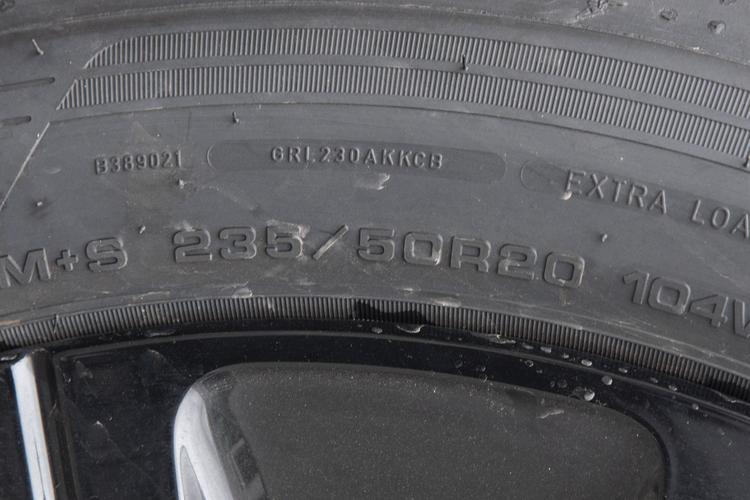 B389021 GRL230AKKCB EXTRA LOA
M+S 235/50R20 104V